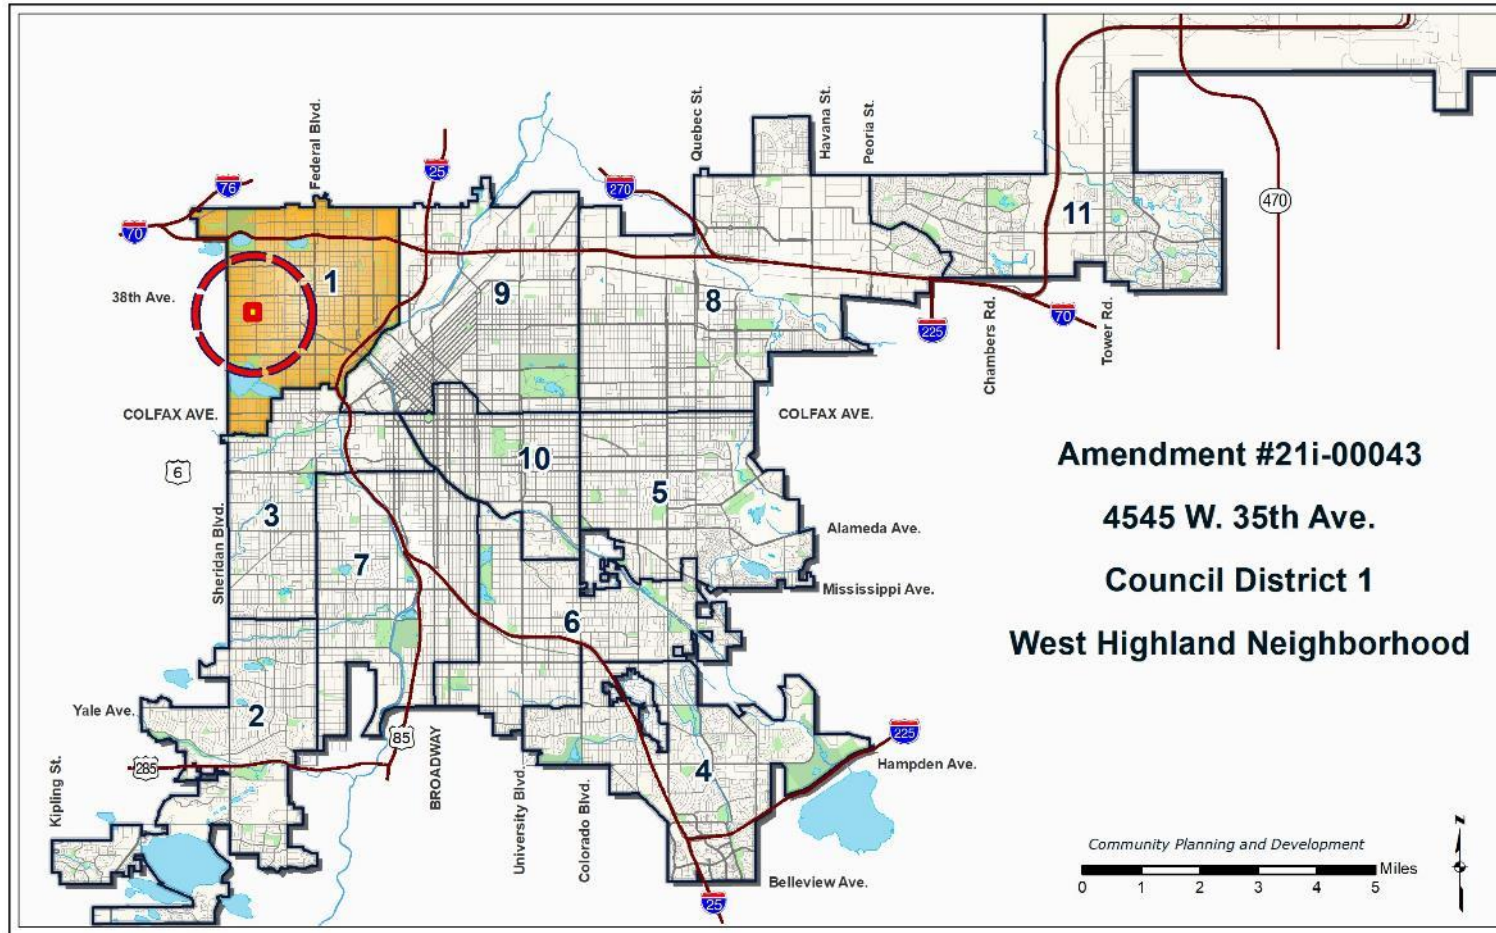 Federal Blvd.
Quebec St.
Havana St.
Peoria St.
76
25
270
70
470
11
1
9
8
38th Ave.
225
70
Chambers Rd.
Tower Rd.
COLFAX AVE.
COLFAX AVE.
6
10
5
3
7
Sheridan Blvd.
Alameda Ave.
Mississippi Ave.
6
Amendment #21i-00043
4545 W. 35th Ave.
Council District 1
West Highland Neighborhood
Yale Ave.
2
85
BROADWAY
285
Kipling St.
University Blvd.
Colorado Blvd.
4
225
Hampden Ave.
Belleview Ave.
25
Community Planning and Development
Miles
0 1 2 3 4 5
N